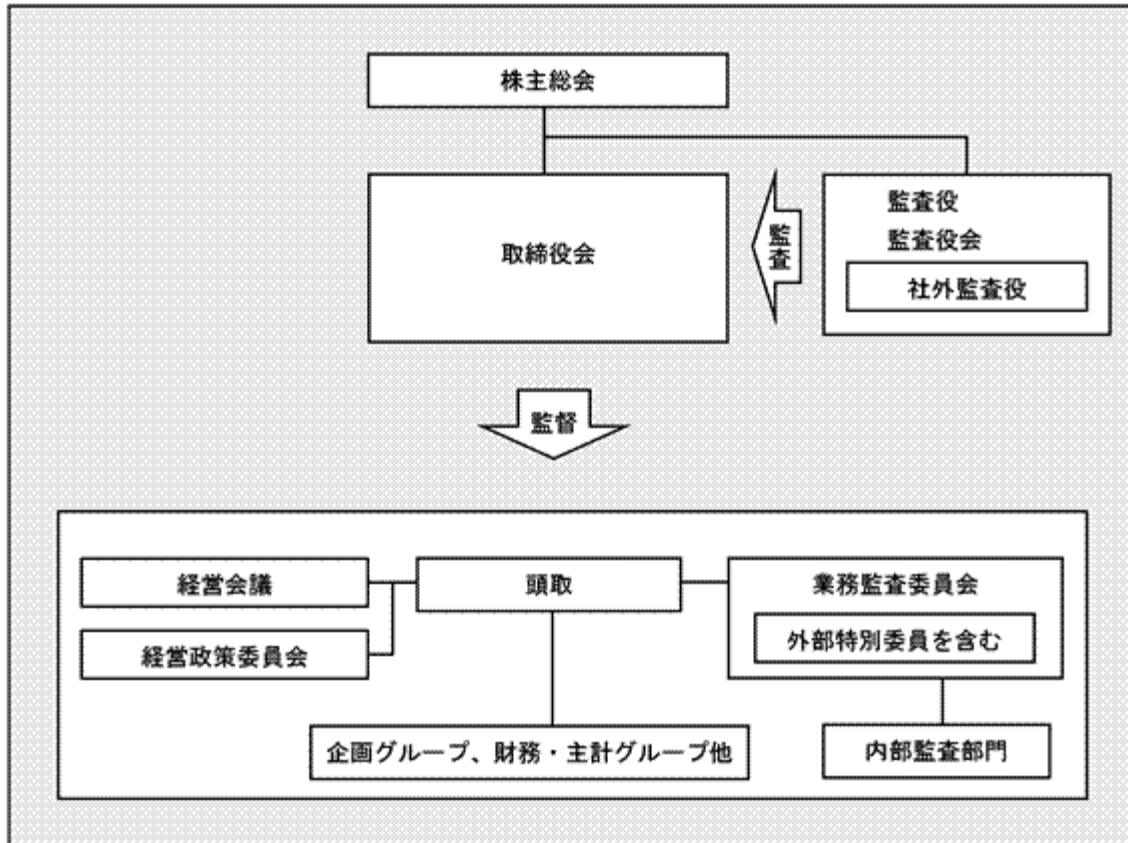 株主総会
取締役会
監査
監査役
監査役会
社外監査役
監督
経営会議
頭取
業務監査委員会
経営政策委員会
外部特別委員を含む
企画グループ、財務・主計グループ他
内部監査部門